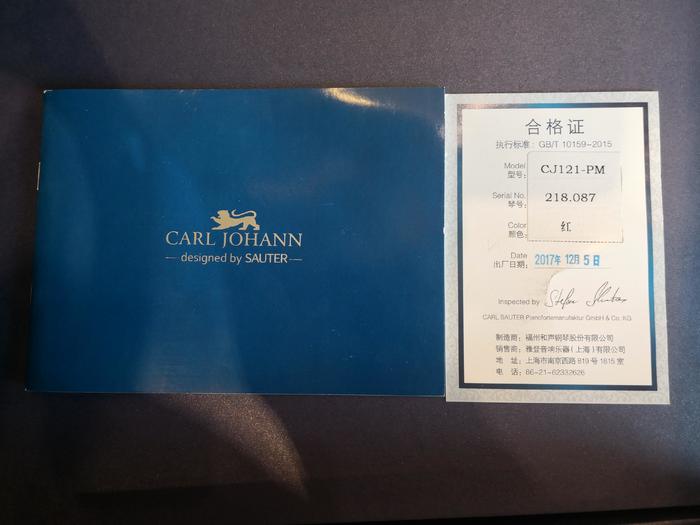 CARL JOHANN
designed by SAUTER
合格证
执行标准: GB/T 10159-2015
Model
型号: CJ121-PM
Serial No.
琴号: 218.087
Color
颜色: 红
Date
出厂日期: 2017年 12月 5日
Inspected by
CARL SAUTER Pianofortemanufaktur GmbH & Co. KG
制造商: 福州和声钢琴股份有限公司
销售商: 雅登音响乐器(上海)有限公司
地 址: 上海市南京西路 819 号 1815 室
电 话: 86-21-62332626